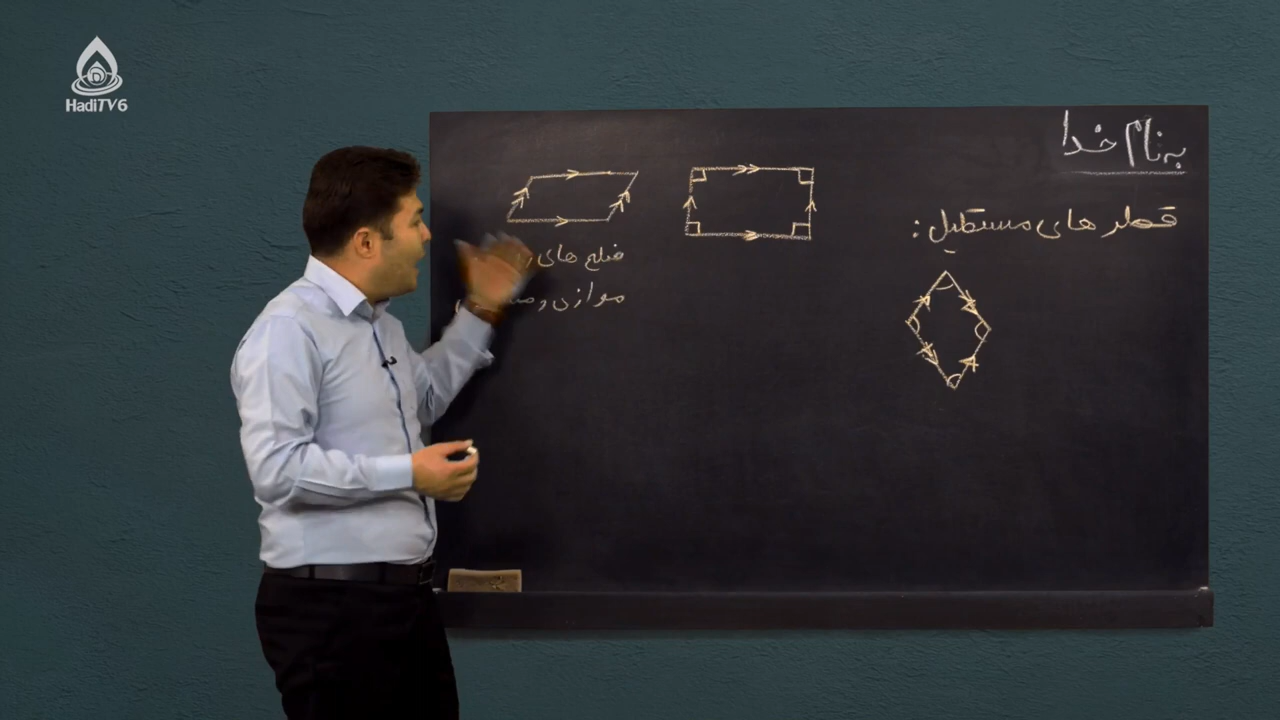 HadiTV6
به نام خدا
قطر های مستطیل:
ضلع های
موازی و